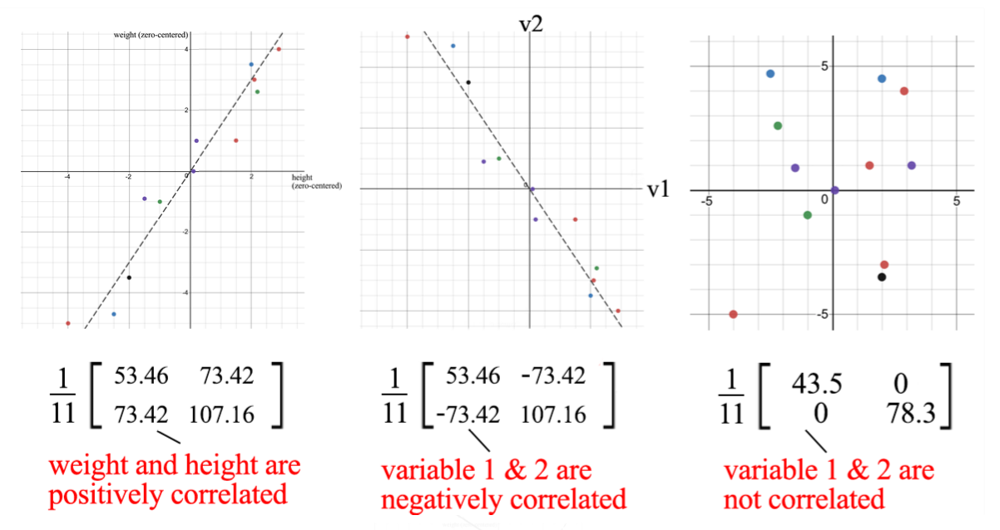 weight (zero-centered)
4
2
-4
-2
0
2
height
(zero-centered)
-2
-4
v2
0
v1
5
-5
0
5
-5
1
11
53.46 73.42
73.42 107.16
weight and height are
positively correlated
1
11
53.46 -73.42
-73.42 107.16
variable 1 & 2 are
negatively correlated
1
11
43.5 0
0 78.3
variable 1 & 2 are
not correlated